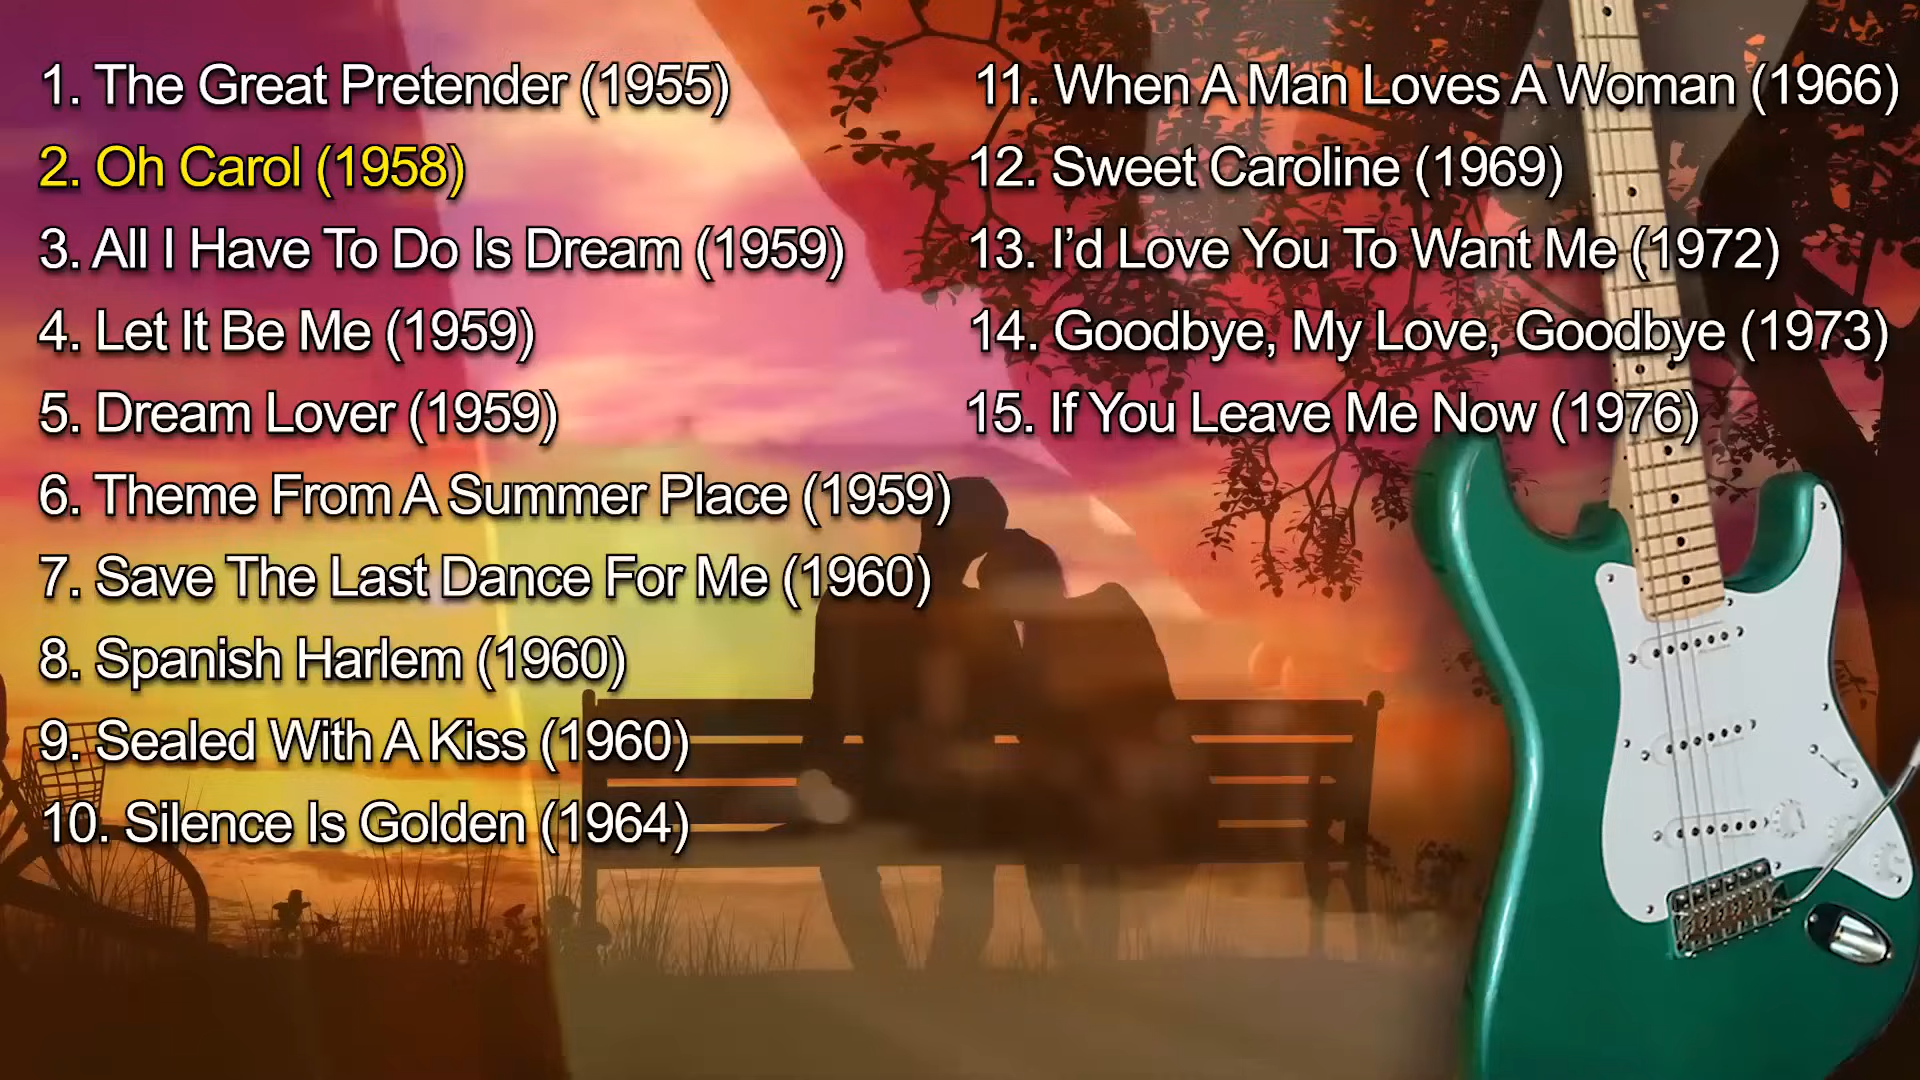 1. The Great Pretender (1955)
2. Oh Carol (1958)
3. All I Have To Do Is Dream (1959)
4. Let It Be Me (1959)
5. Dream Lover (1959)
6. Theme From A Summer Place (1959)
7. Save The Last Dance For Me (1960)
8. Spanish Harlem (1960)
9. Sealed With A Kiss (1960)
10. Silence Is Golden (1964)
11. When A Man Loves A Woman (1966)
12. Sweet Caroline (1969)
13. I’d Love You To Want Me (1972)
14. Goodbye, My Love, Goodbye (1973)
15. If You Leave Me Now (1976)